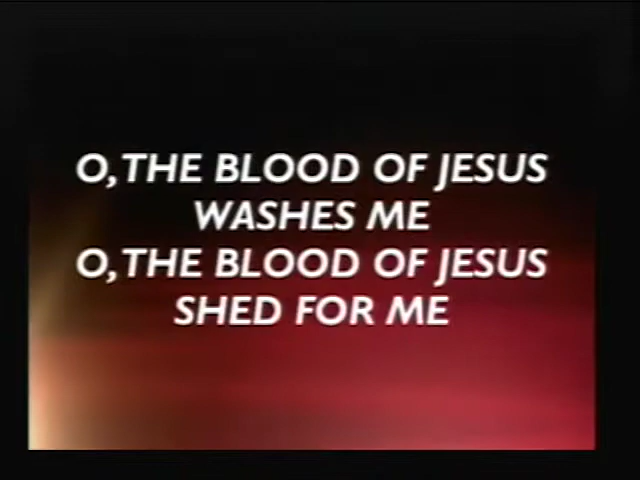 O, THE BLOOD OF JESUS
WASHES ME
O, THE BLOOD OF JESUS
SHED FOR ME